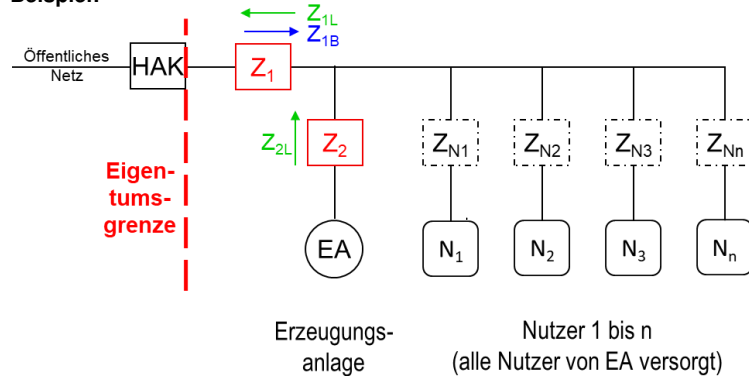 Beispiel:
Z1L
Z1B
Öffentliches
Netz
HAK
Z1
Z2L
Z2
ZN1
ZN2
ZN3
ZNn
Eigen-
tums-
grenze
EA
N1
N2
N3
Nn
Erzeugungs-
anlage
Nutzer 1 bis n
(alle Nutzer von EA versorgt)